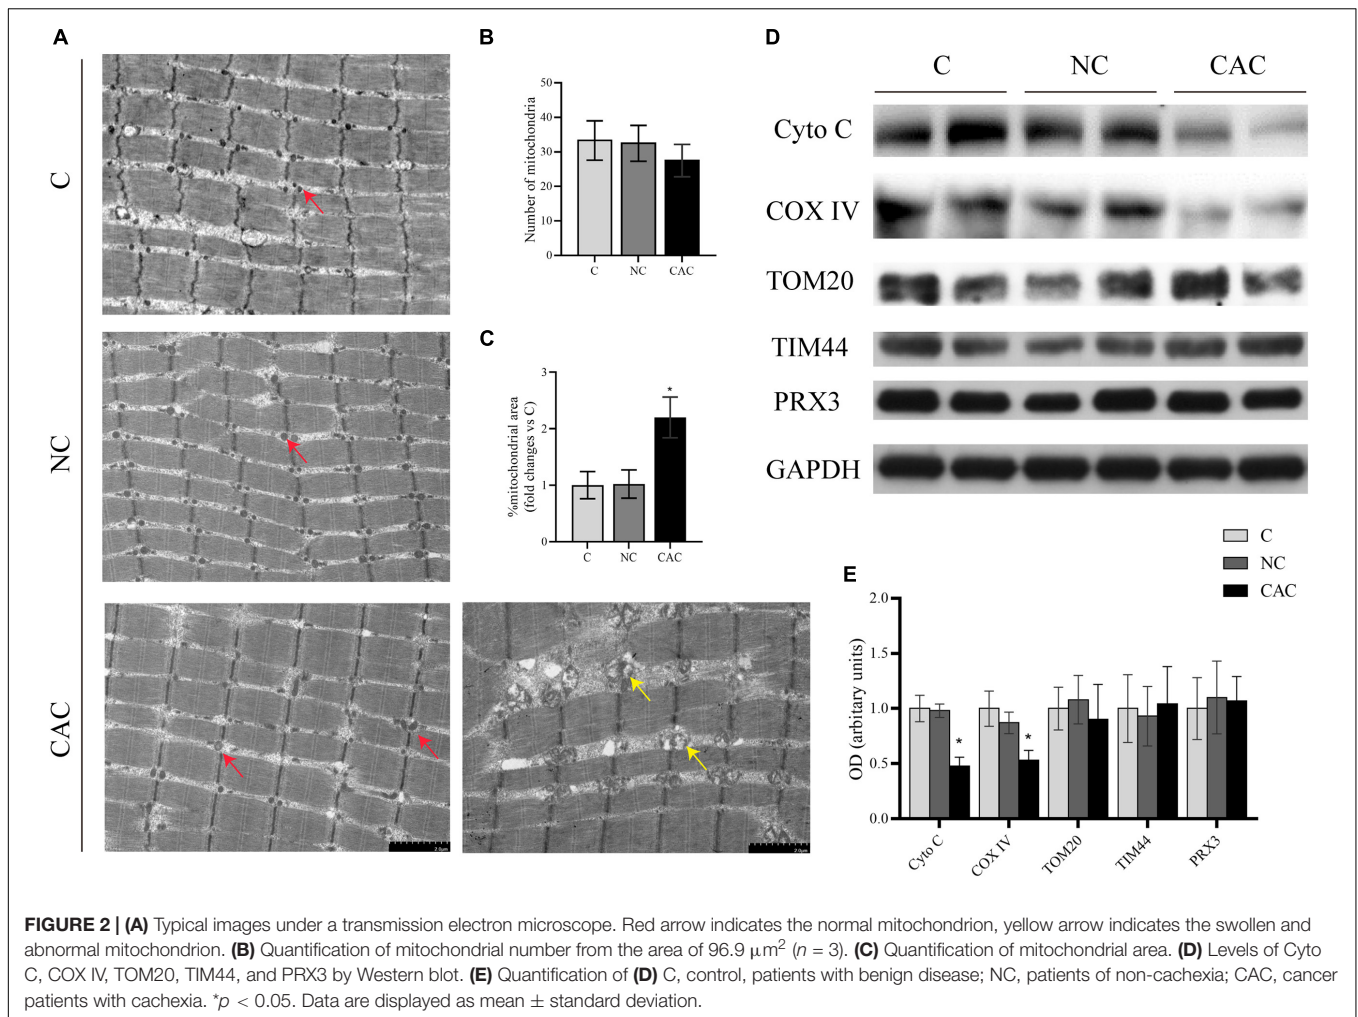 A
C
NC
CAC
2.0μm
2.0μm
B
Number of mitochondria
50
40
30
20
10
0
C NC CAC
C
%mitochondrial area
(fold changes vs C)
3
2
1
0
*
C NC CAC
D
C NC CAC
Cyto C
COX IV
TOM20
TIM44
PRX3
GAPDH
E
C
NC
CAC
OD (arbitary units)
2.0
1.5
1.0
0.5
0.0
*
*
Cyto C COX IV TOM20 TIM44 PRX3
FIGURE 2 | (A) Typical images under a transmission electron microscope. Red arrow indicates the normal mitochondrion, yellow arrow indicates the swollen and
abnormal mitochondrion. (B) Quantification of mitochondrial number from the area of 96.9 μm² (n = 3). (C) Quantification of mitochondrial area. (D) Levels of Cyto
C, COX IV, TOM20, TIM44, and PRX3 by Western blot. (E) Quantification of (D) C, control, patients with benign disease; NC, patients of non-cachexia; CAC, cancer
patients with cachexia. *p < 0.05. Data are displayed as mean ± standard deviation.